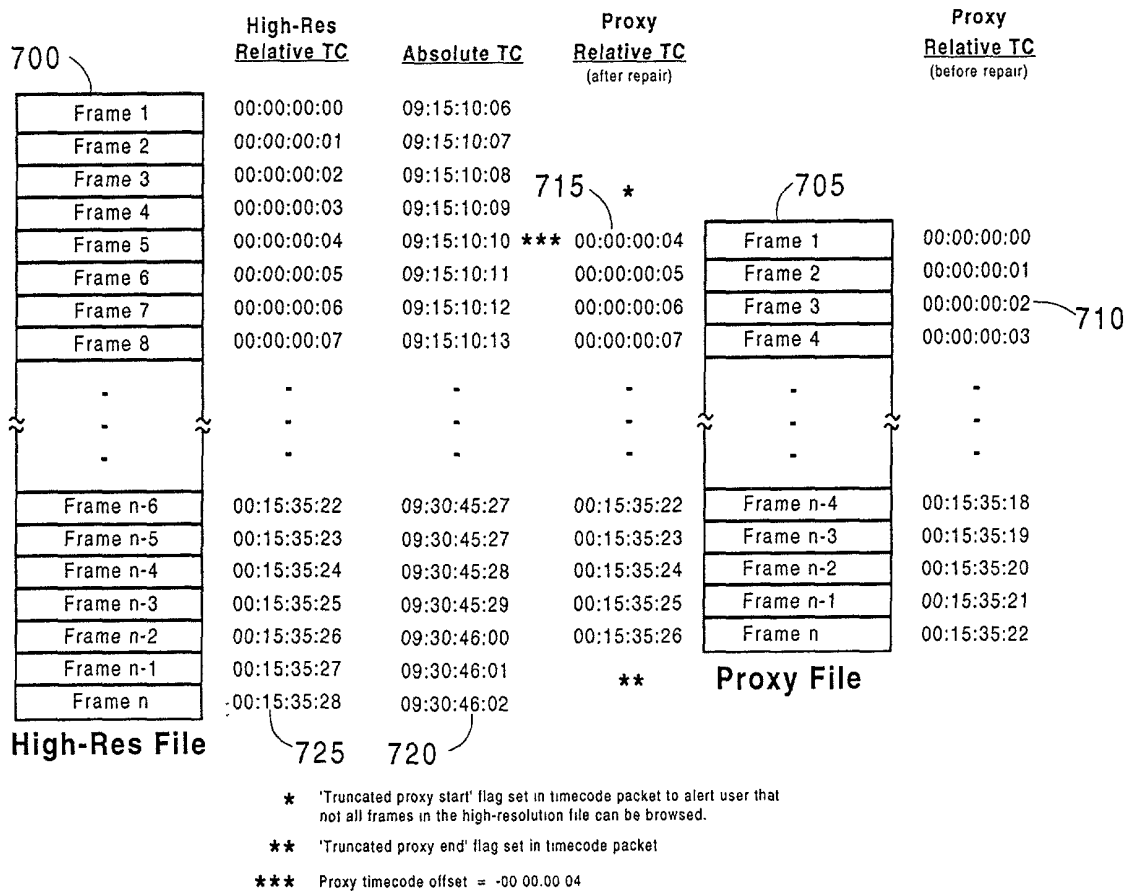 High-Res Proxy Proxy
700 Relative TC Absolute TC Relative TC Relative TC
(after repair) (before repair)
Frame 1 00:00:00:00 09:15:10:06
Frame 2 00:00:00:01 09:15:10:07
Frame 3 00:00:00:02 09:15:10:08 715 * 705
Frame 4 00:00:00:03 09:15:10:09
Frame 5 00:00:00:04 09:15:10:10 *** 00:00:00:04 Frame 1 00:00:00:00
Frame 6 00:00:00:05 09:15:10:11 00:00:00:05 Frame 2 00:00:00:01
Frame 7 00:00:00:06 09:15:10:12 00:00:00:06 Frame 3 00:00:00:02 710
Frame 8 00:00:00:07 09:15:10:13 00:00:00:07 Frame 4 00:00:00:03
Frame n-6 00:15:35:22 09:30:45:27 00:15:35:22 Frame n-4 00:15:35:18
Frame n-5 00:15:35:23 09:30:45:27 00:15:35:23 Frame n-3 00:15:35:19
Frame n-4 00:15:35:24 09:30:45:28 00:15:35:24 Frame n-2 00:15:35:20
Frame n-3 00:15:35:25 09:30:45:29 00:15:35:25 Frame n-1 00:15:35:21
Frame n-2 00:15:35:26 09:30:46:00 00:15:35:26 Frame n 00:15:35:22
Frame n-1 00:15:35:27 09:30:46:01 ** Proxy File
Frame n 00:15:35:28 09:30:46:02
High-Res File 725 720
* 'Truncated proxy start' flag set in timecode packet to alert user that
not all frames in the high-resolution file can be browsed.
** 'Truncated proxy end' flag set in timecode packet
*** Proxy timecode offset = -00 00.00 04